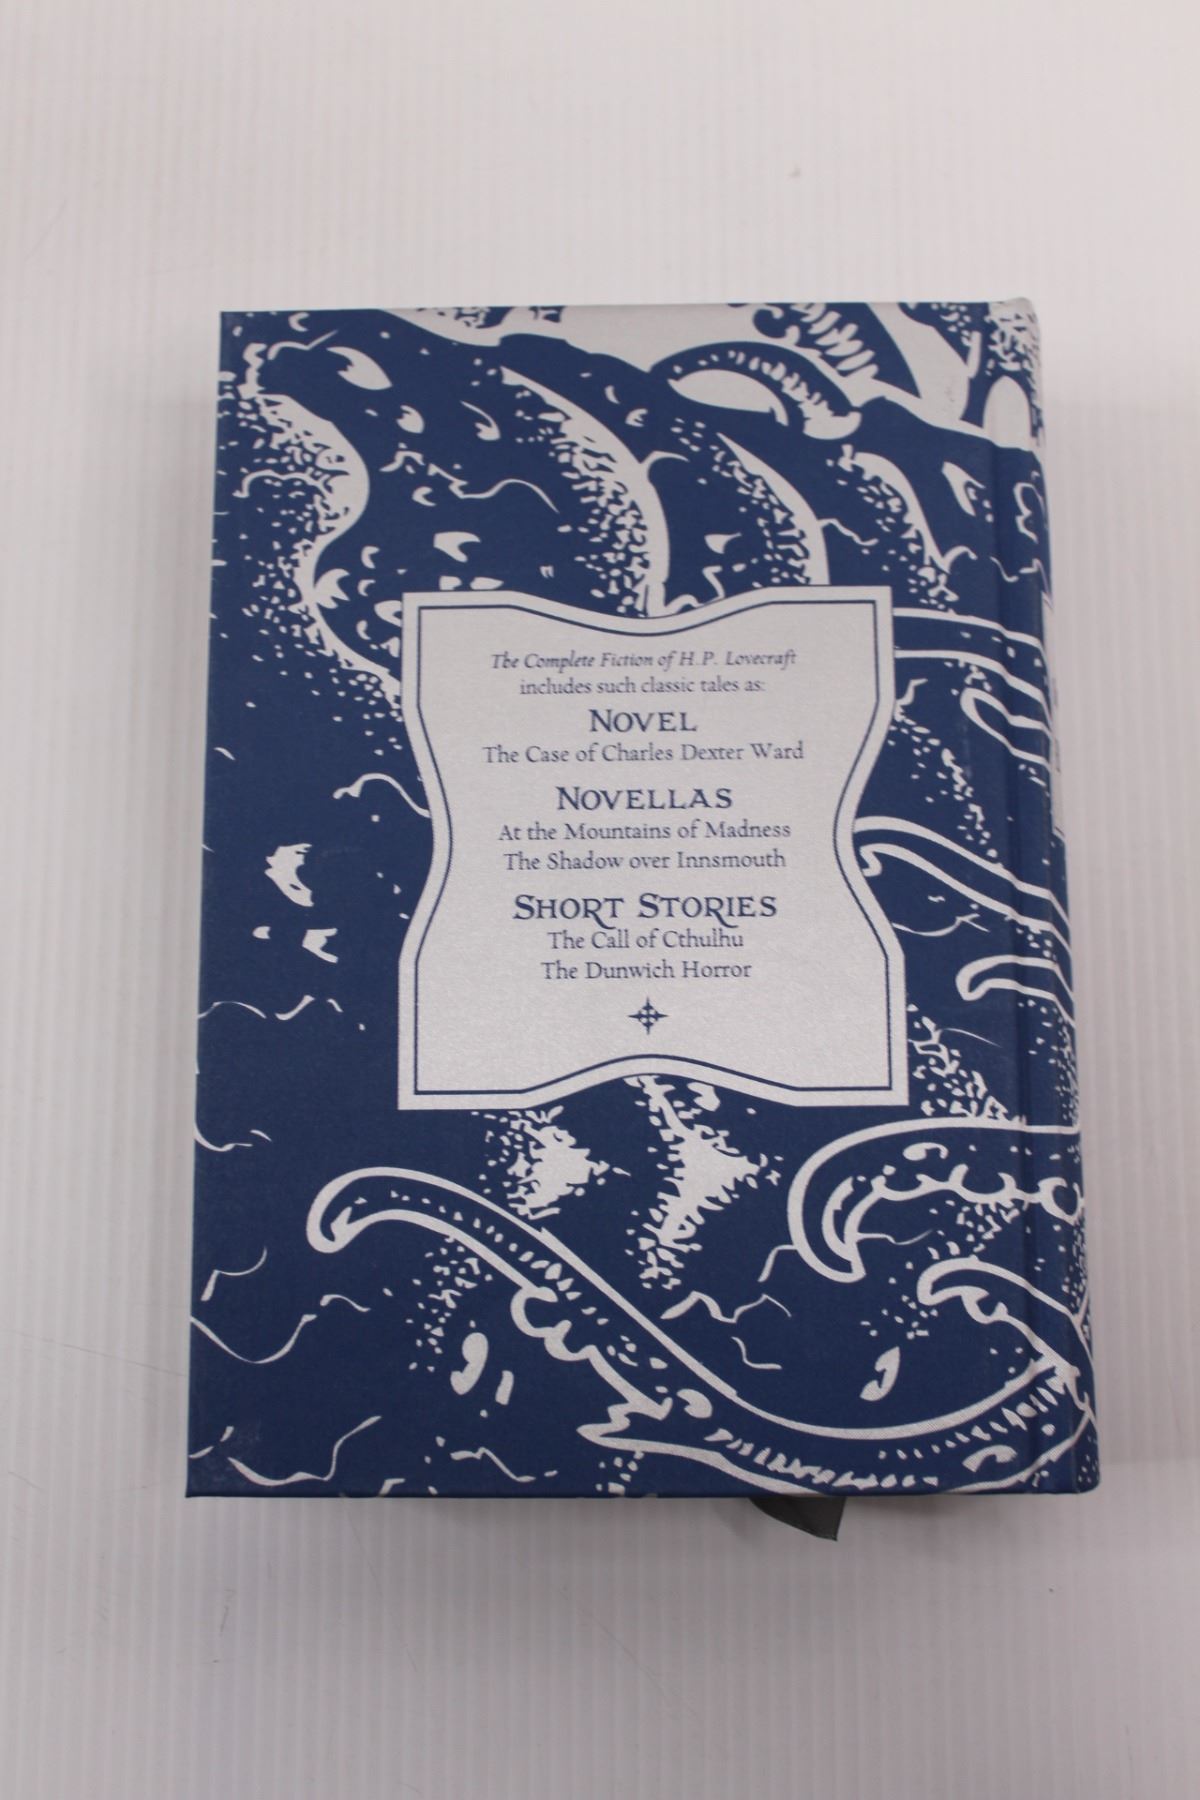 The Complete Fiction of H.P. Lovecraft
includes such classic tales as:
NOVEL
The Case of Charles Dexter Ward
NOVELLAS
At the Mountains of Madness
The Shadow over Innsmouth
SHORT STORIES
The Call of Cthulhu
The Dunwich Horror